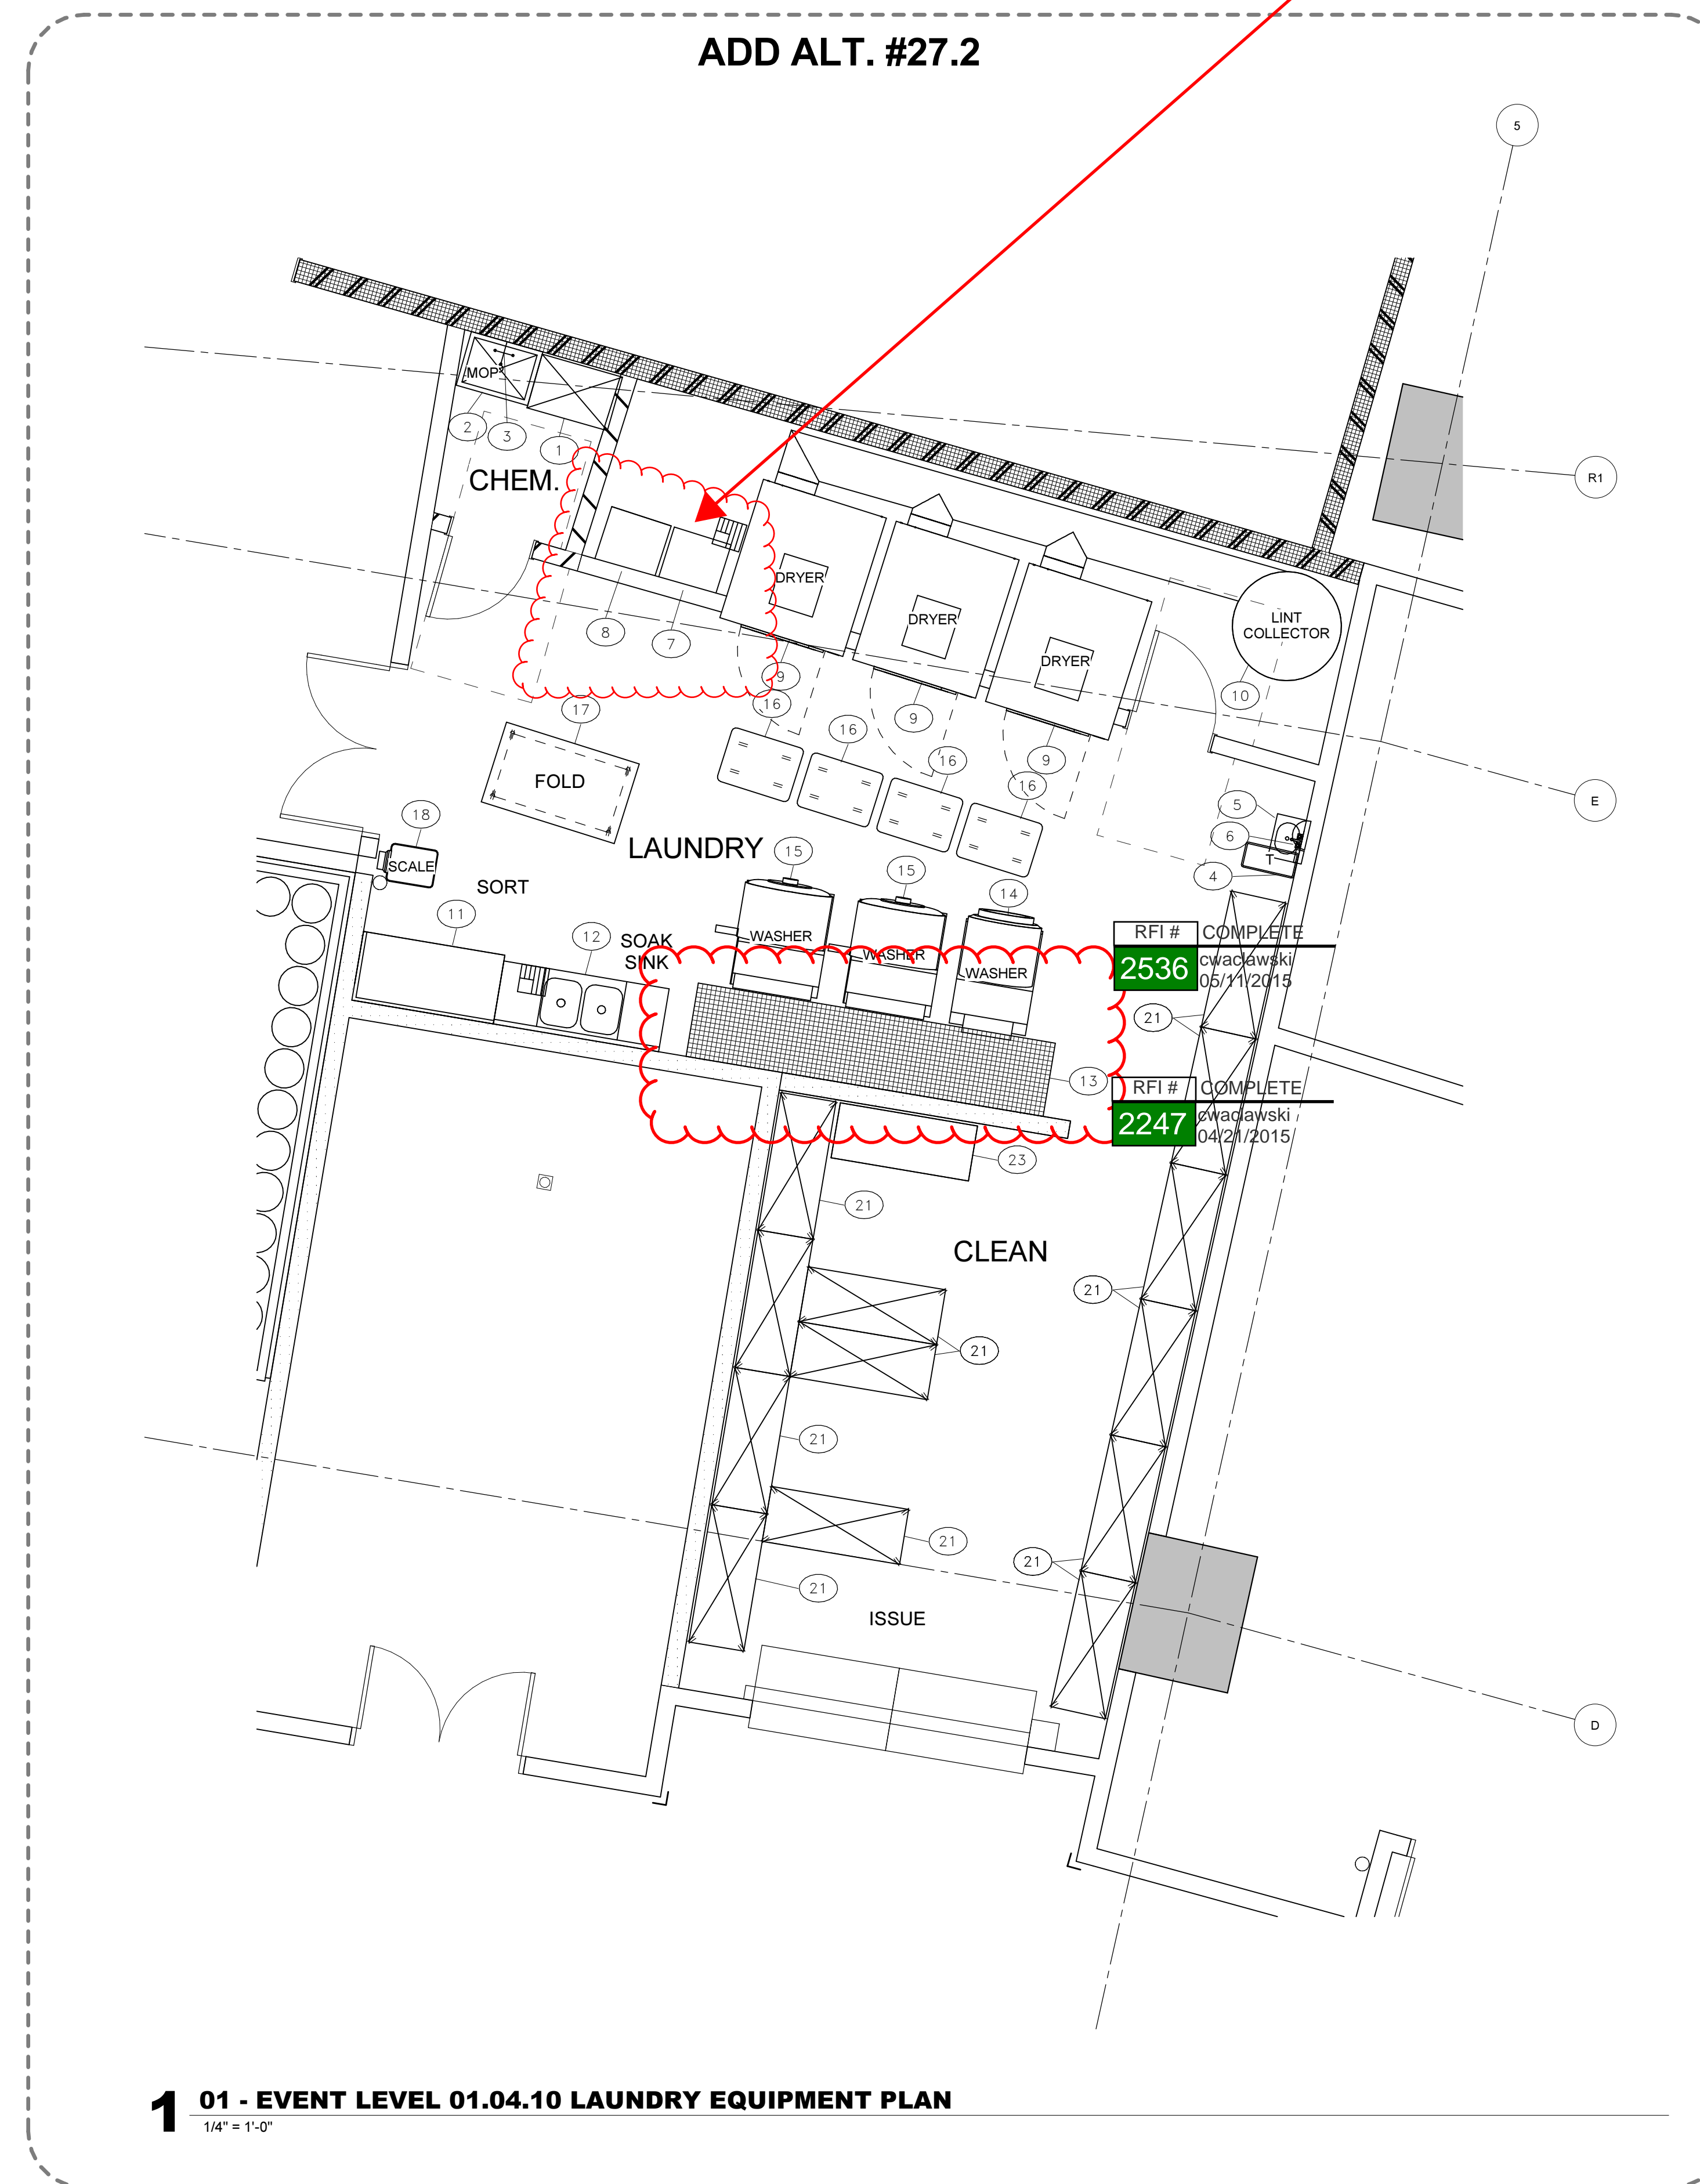 ADD ALT. #27.2
5
MOP
2
3
1
R1
CHEM.
DRYER
DRYER
LINT
COLLECTOR
8
7
DRYER
9
10
16
17
9
16
9
16
16
FOLD
E
5
18
6
LAUNDRY
15
T
SCALE
15
4
SORT
14
11
12
SOAK
SINK
WASHER
WASHER
WASHER
RFI #
COMPLETE
2536
cwaclawski
05/11/2015
21
13
RFI #
COMPLETE
2247
cwaclawski
04/21/2015
23
21
CLEAN
21
21
21
21
21
21
ISSUE
D
1
01 - EVENT LEVEL 01.04.10 LAUNDRY EQUIPMENT PLAN
1/4" = 1'-0"